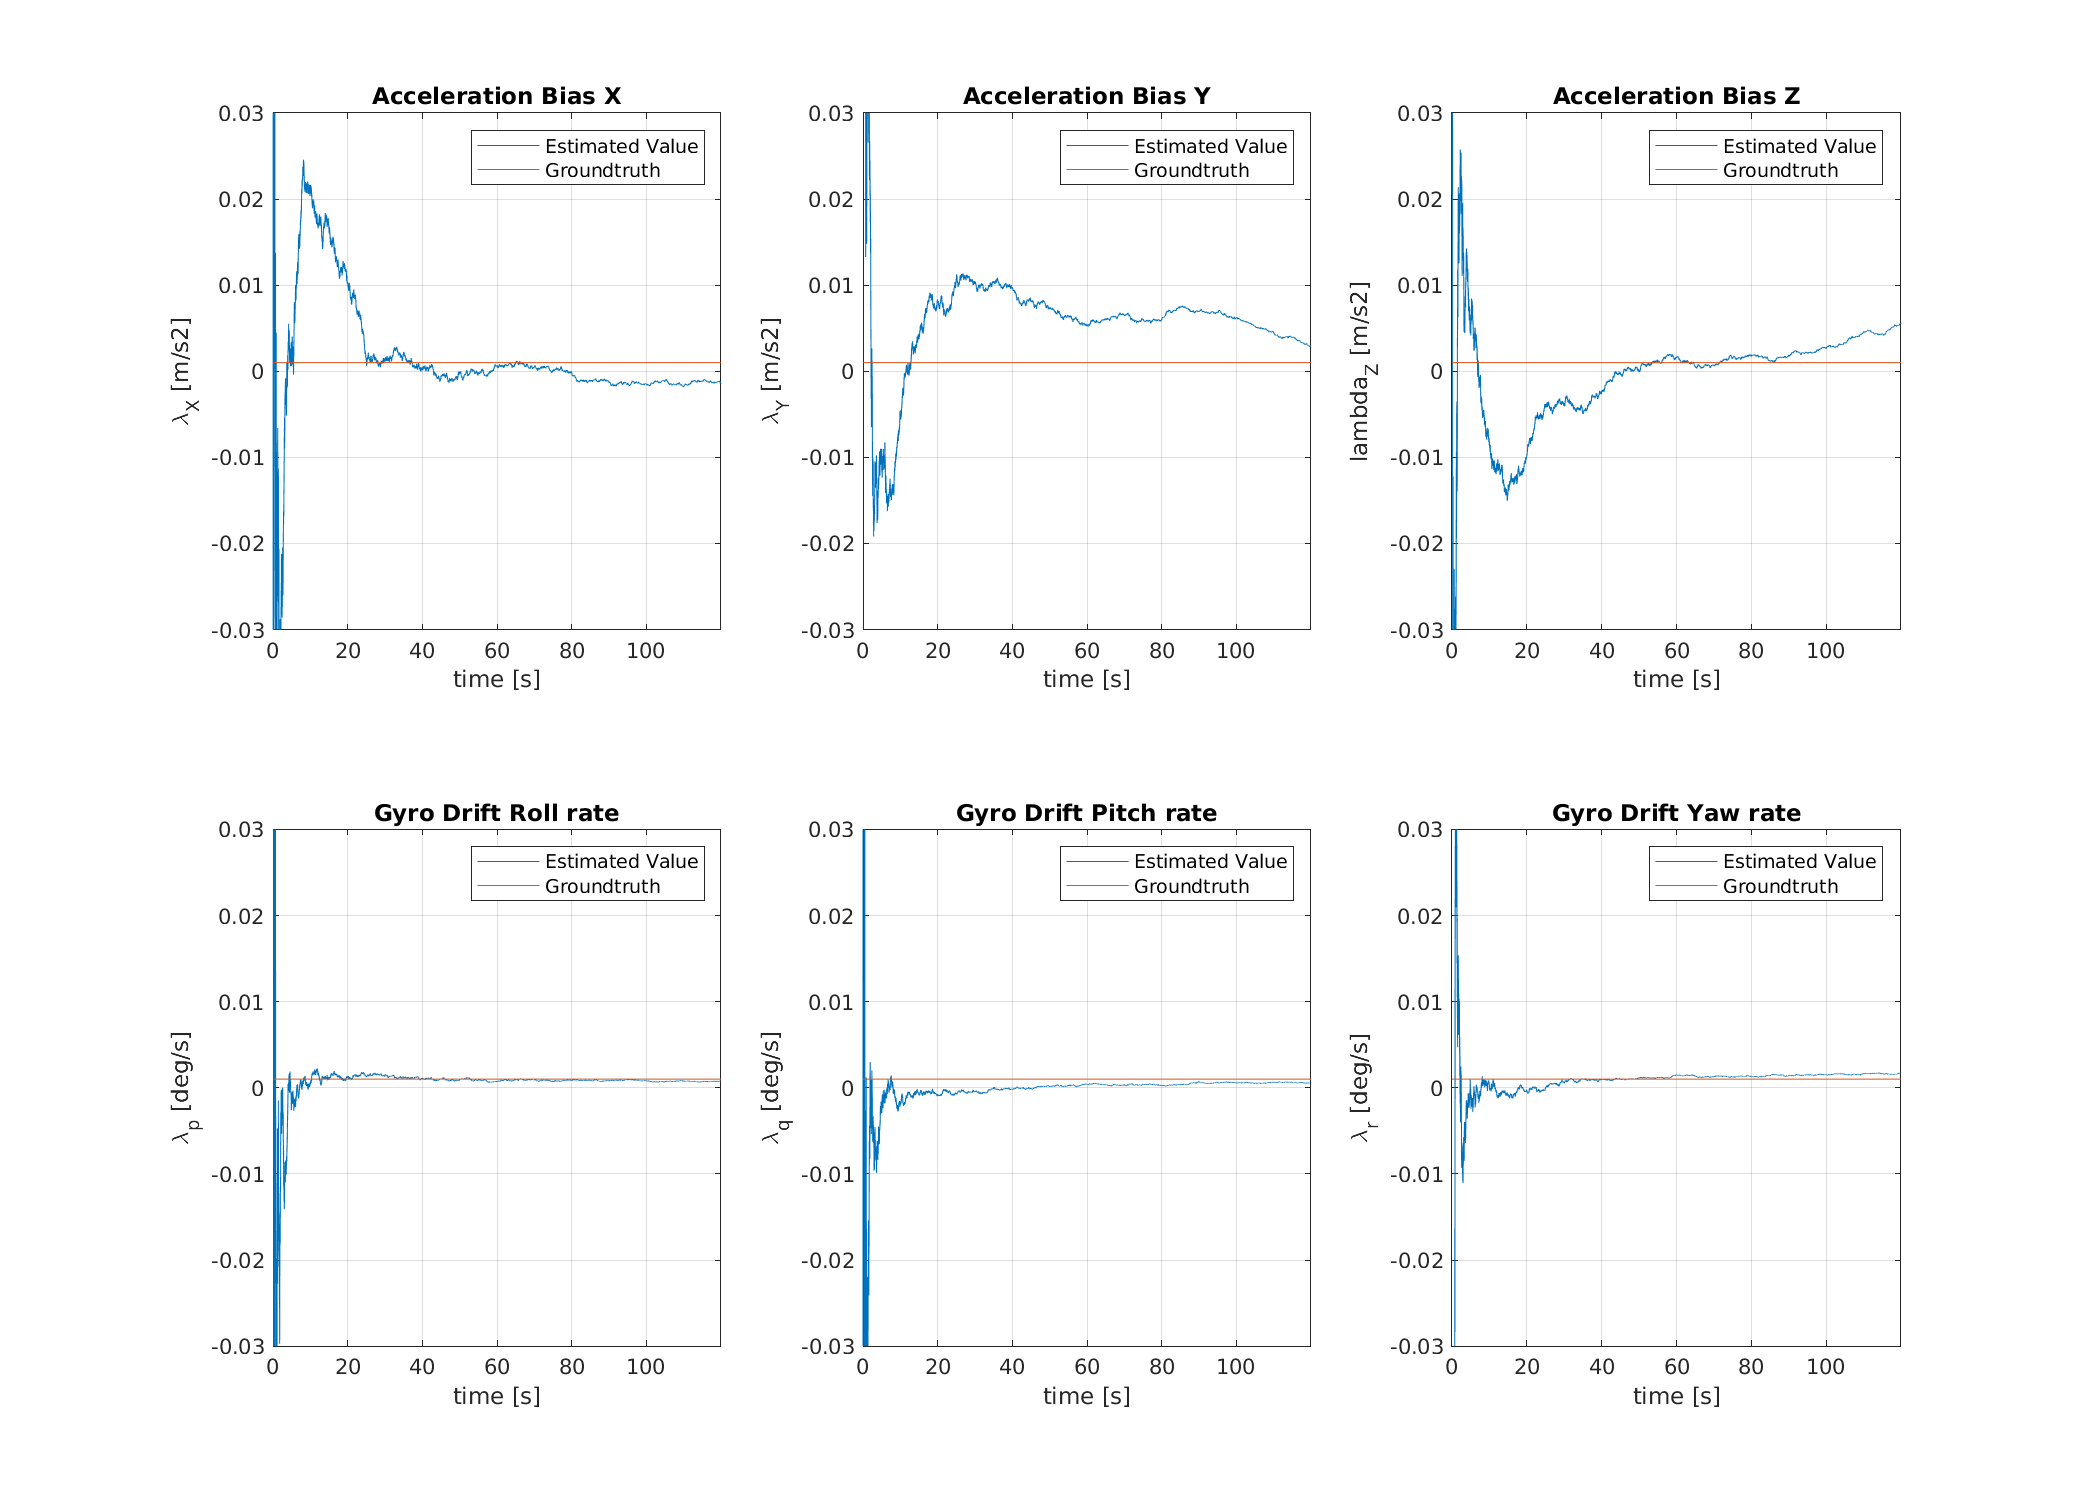 Acceleration Bias X
Acceleration Bias Y
Acceleration Bias Z
0.03
0.02
0.01
0
-0.01
-0.02
-0.03
λX [m/s2]
Estimated Value
Groundtruth
0 20 40 60 80 100
time [s]
0.03
0.02
0.01
0
-0.01
-0.02
-0.03
λY [m/s2]
Estimated Value
Groundtruth
0 20 40 60 80 100
time [s]
0.03
0.02
0.01
0
-0.01
-0.02
-0.03
lambdaZ [m/s2]
Estimated Value
Groundtruth
0 20 40 60 80 100
time [s]
Gyro Drift Roll rate
Gyro Drift Pitch rate
Gyro Drift Yaw rate
0.03
0.02
0.01
0
-0.01
-0.02
-0.03
λp [deg/s]
Estimated Value
Groundtruth
0 20 40 60 80 100
time [s]
0.03
0.02
0.01
0
-0.01
-0.02
-0.03
λq [deg/s]
Estimated Value
Groundtruth
0 20 40 60 80 100
time [s]
0.03
0.02
0.01
0
-0.01
-0.02
-0.03
λr [deg/s]
Estimated Value
Groundtruth
0 20 40 60 80 100
time [s]